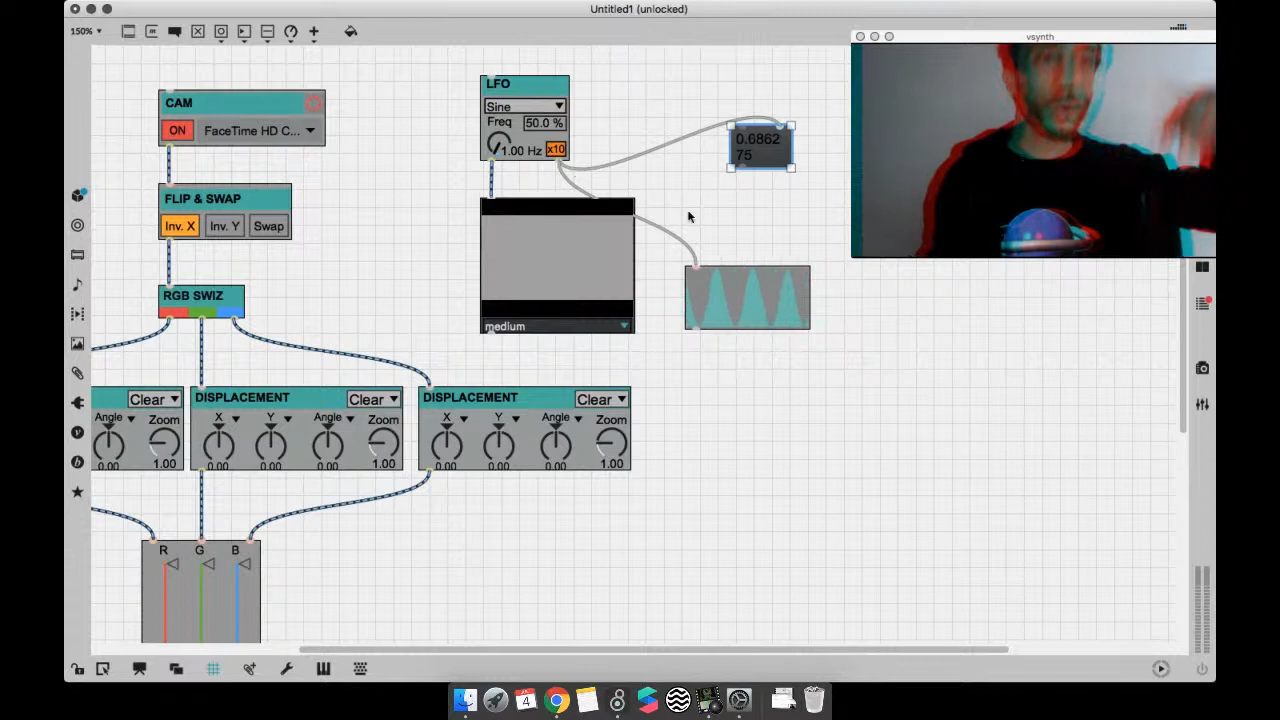 Untitled1 (unlocked)
150%
vsynth
CAM
ON
FaceTime HD C...
FLIP & SWAP
Inv. X
Inv. Y
Swap
RGB SWIZ
LFO
Sine
Freq
50.0 %
1.00 Hz
x10
0.6862
75
medium
Clear
Angle
Zoom
0.00
1.00
DISPLACEMENT
Clear
X
Y
Angle
Zoom
0.00
0.00
0.00
1.00
DISPLACEMENT
Clear
X
Y
Angle
Zoom
0.00
0.00
0.00
1.00
R
G
B
4